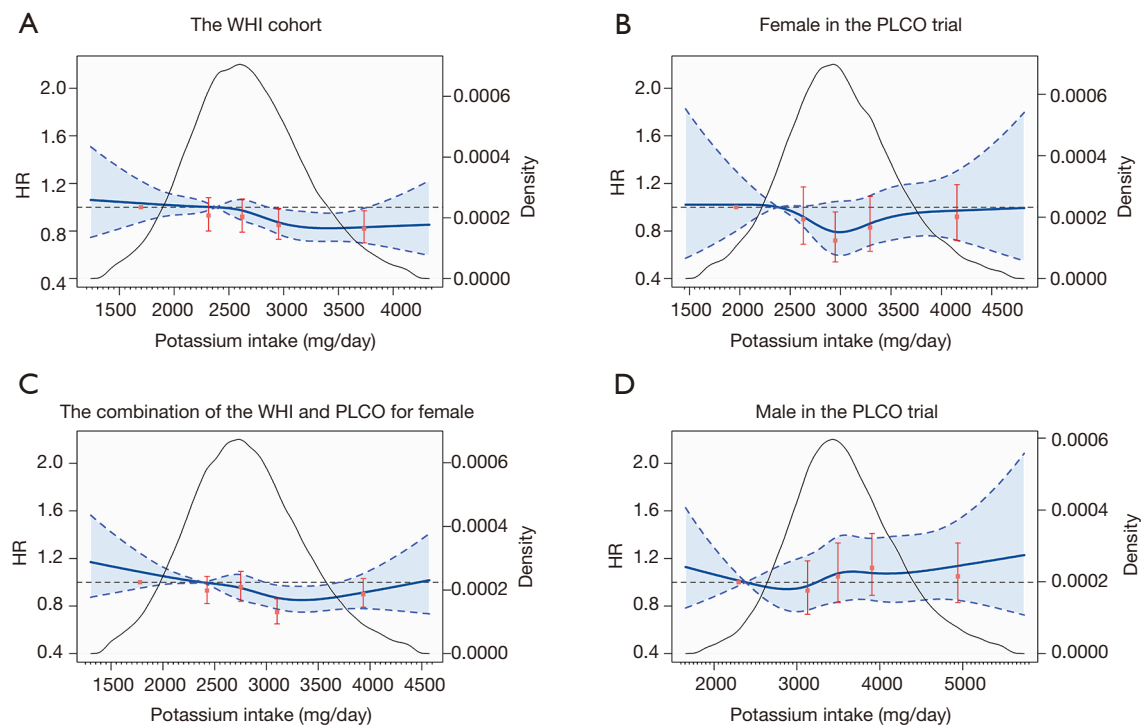 A
The WHI cohort
2.0
1.6
1.2
0.8
0.4
HR
0.0006
0.0004
0.0002
0.0000
Density
1500 2000 2500 3000 3500 4000
Potassium intake (mg/day)
B
Female in the PLCO trial
2.0
1.6
1.2
0.8
0.4
HR
0.0006
0.0004
0.0002
0.0000
Density
1500 2000 2500 3000 3500 4000 4500
Potassium intake (mg/day)
C
The combination of the WHI and PLCO for female
2.0
1.6
1.2
0.8
0.4
HR
0.0006
0.0004
0.0002
0.0000
Density
1500 2000 2500 3000 3500 4000 4500
Potassium intake (mg/day)
D
Male in the PLCO trial
2.0
1.6
1.2
0.8
0.4
HR
0.0006
0.0004
0.0002
0.0000
Density
2000 3000 4000 5000
Potassium intake (mg/day)